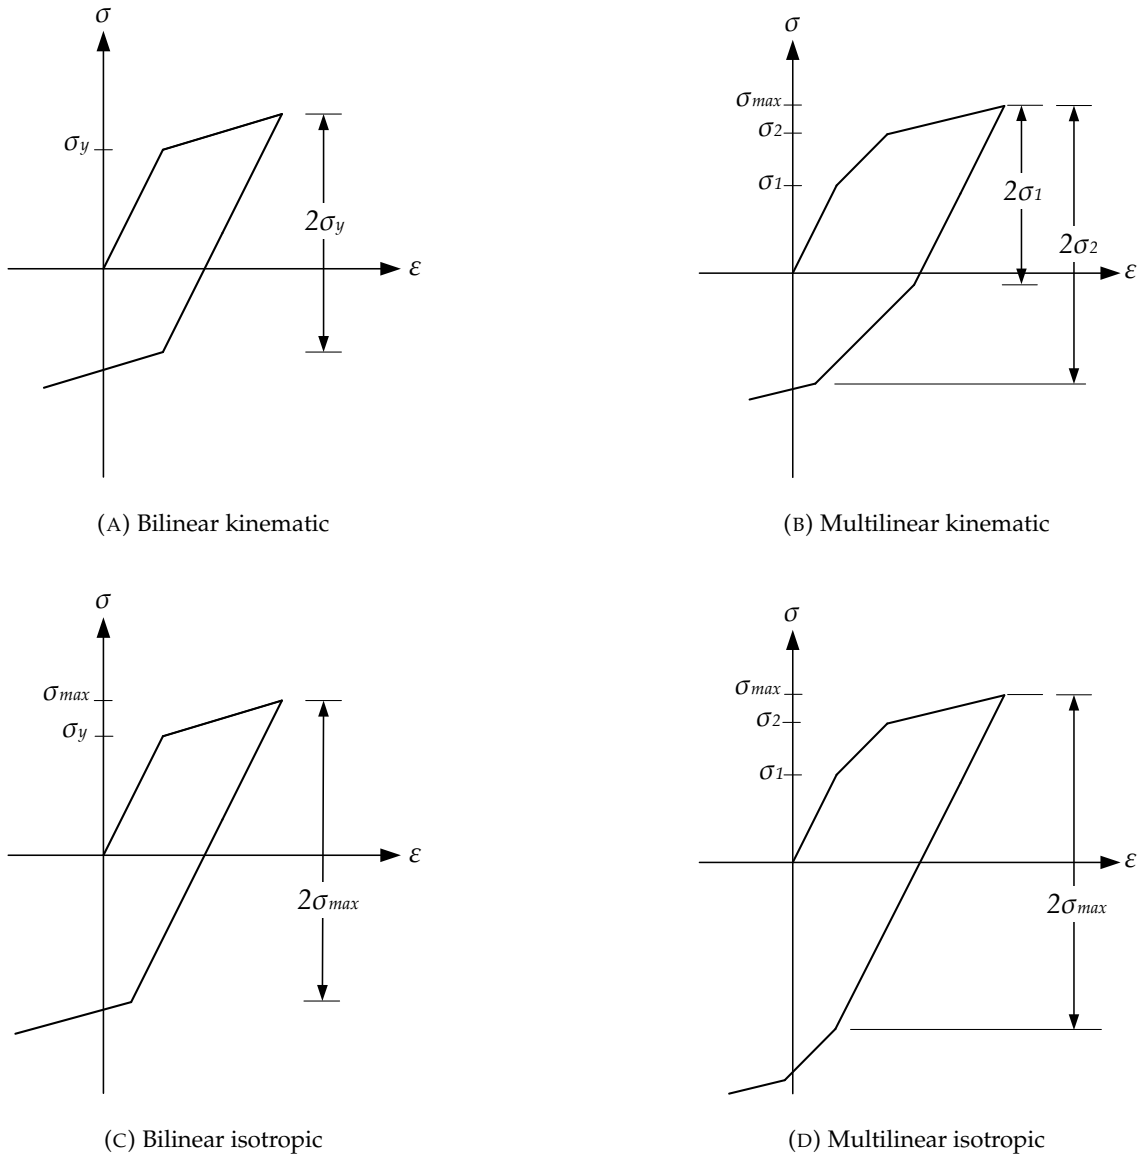 σ
σy
2σy
ε
(A) Bilinear kinematic
σ
σmax
σ2
σ1
2σ1
2σ2
ε
(B) Multilinear kinematic
σ
σmax
σy
ε
2σmax
(C) Bilinear isotropic
σ
σmax
σ2
σ1
ε
2σmax
(D) Multilinear isotropic